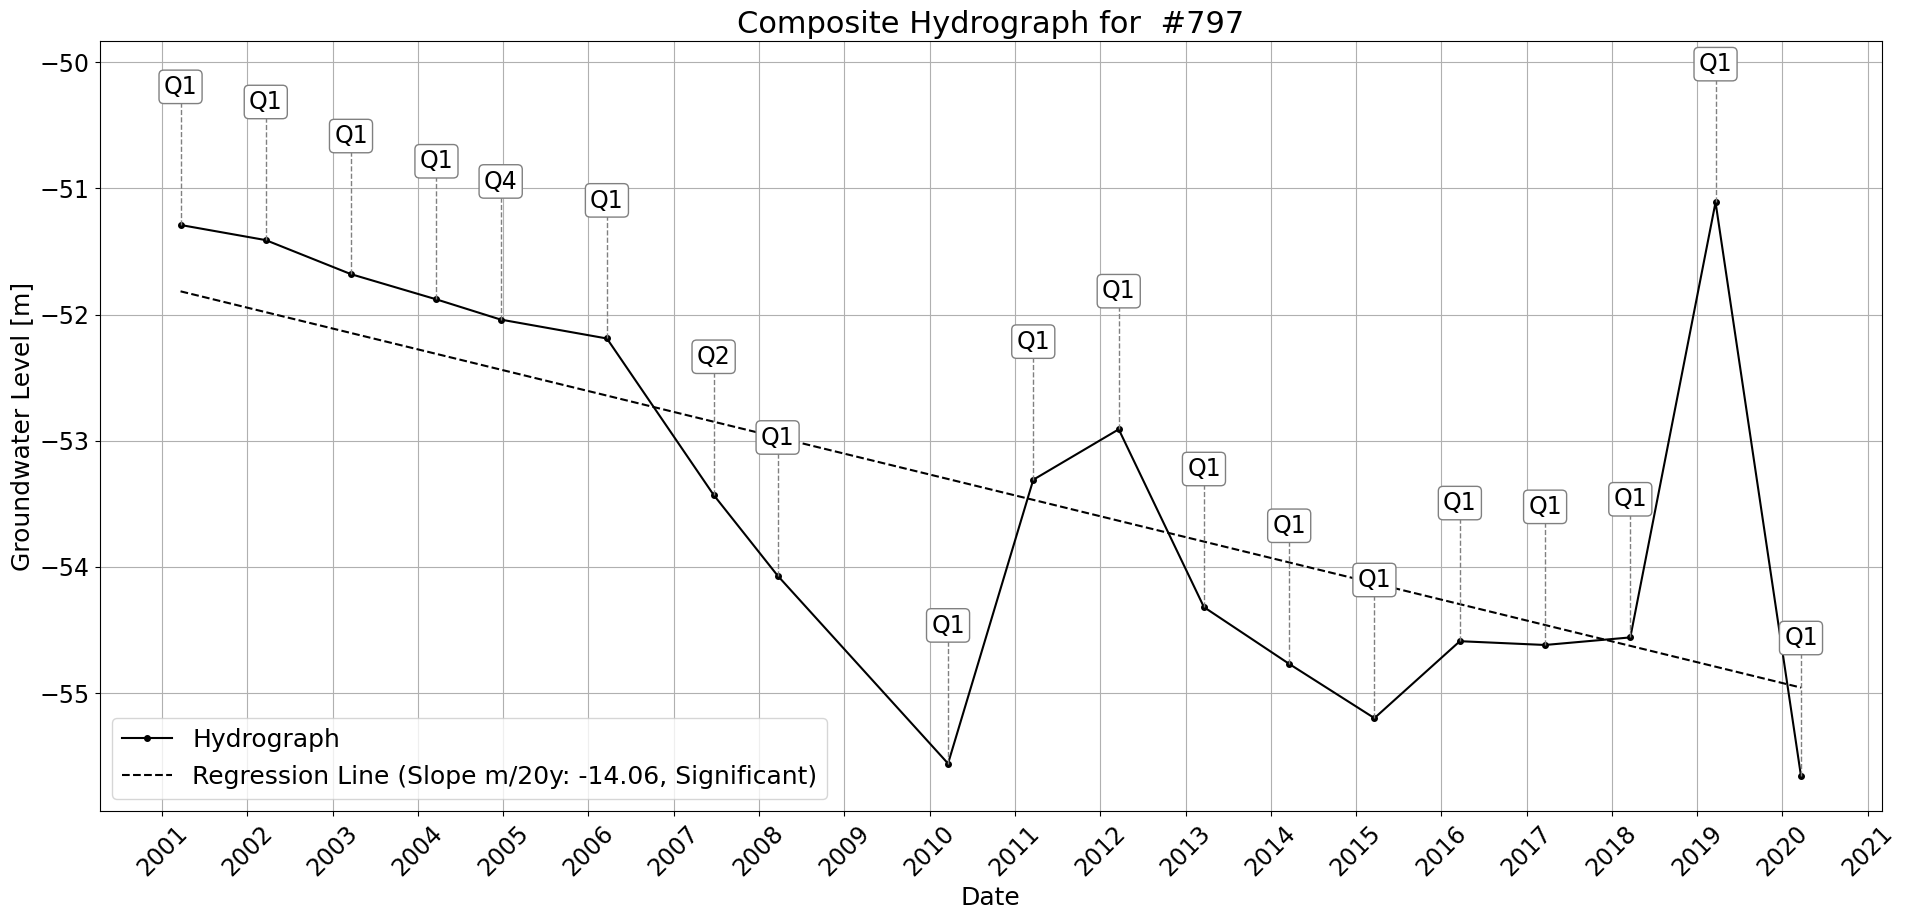 Composite Hydrograph for  #797
−50
−51
−52
−53
−54
−55
Groundwater Level [m]
Q1
Q1
Q1
Q1
Q4
Q1
Q2
Q1
Q1
Q1
Q1
Q1
Q1
Q1
Q1
Q1
Q1
Q1
Q1
Hydrograph
Regression Line (Slope m/20y: -14.06, Significant)
2001
2002
2003
2004
2005
2006
2007
2008
2009
2010
2011
2012
2013
2014
2015
2016
2017
2018
2019
2020
2021
Date